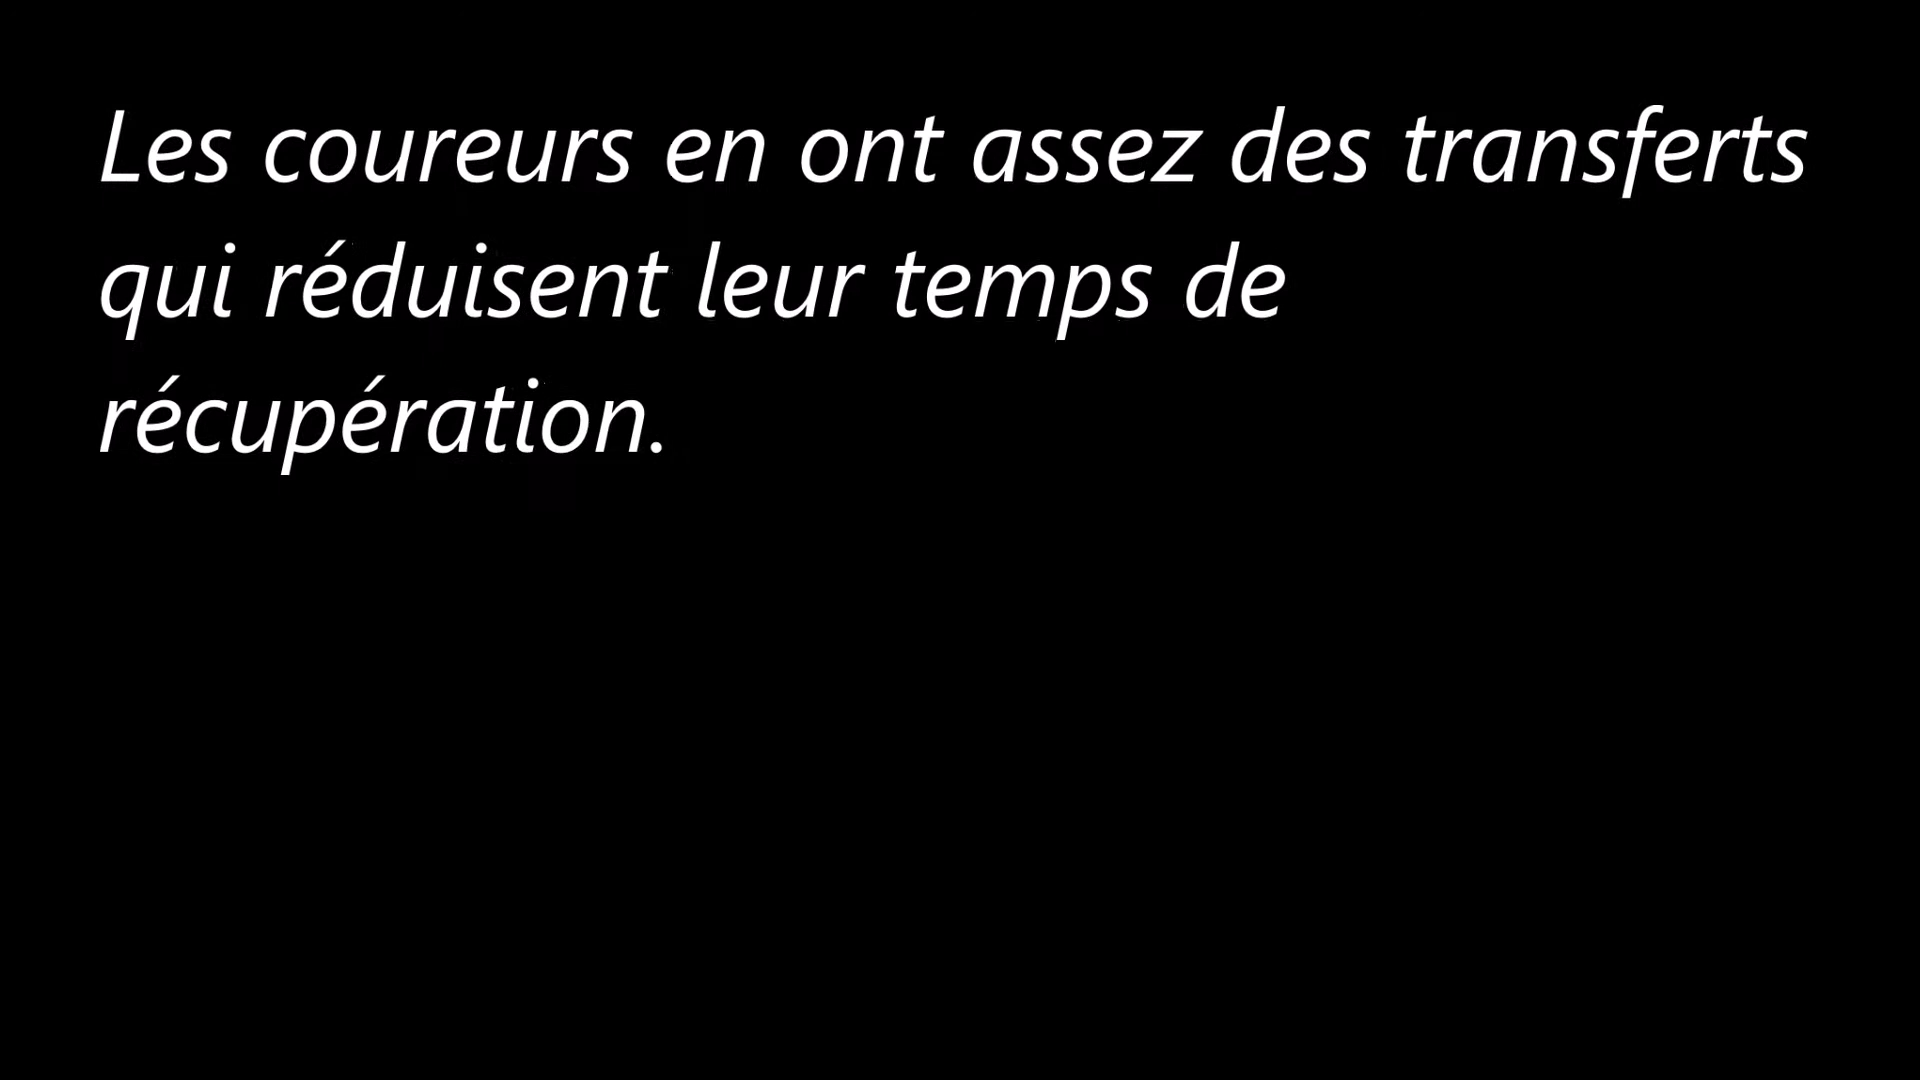 Les coureurs en ont assez des transferts
qui réduisent leur temps de
récupération.